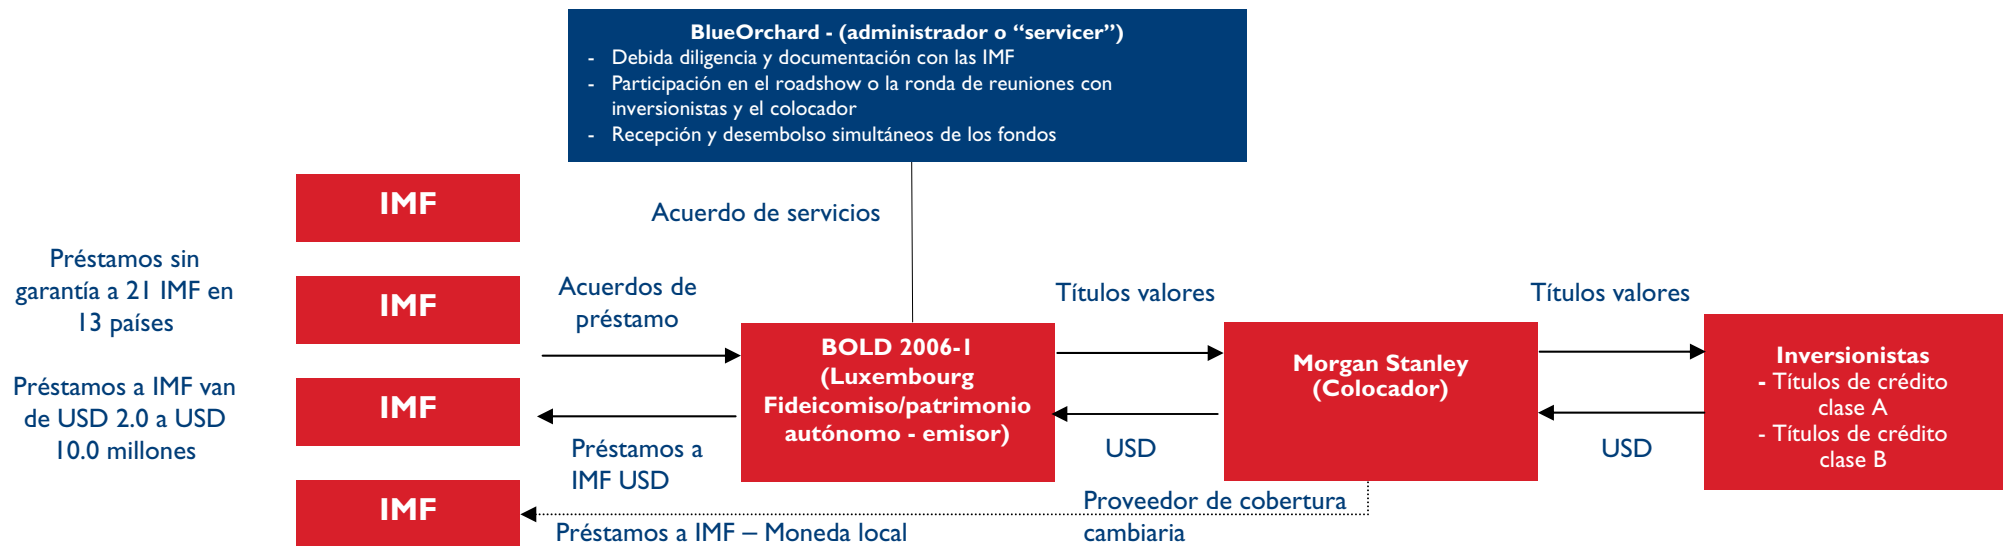 BlueOrchard - (administrador o “servicer”)
- Debida diligencia y documentación con las IMF
- Participación en el roadshow o la ronda de reuniones con
inversionistas y el colocador
- Recepción y desembolso simultáneos de los fondos
Acuerdo de servicios
Préstamos sin
garantía a 21 IMF en
13 países
Préstamos a IMF van
de USD 2.0 a USD
10.0 millones
IMF
IMF
IMF
IMF
Acuerdos de
préstamo
Préstamos a
IMF USD
BOLD 2006-1
(Luxembourg
Fideicomiso/patrimonio
autónomo - emisor)
Títulos valores
USD
Morgan Stanley
(Colocador)
Títulos valores
USD
Inversionistas
- Títulos de crédito
clase A
- Títulos de crédito
clase B
Préstamos a IMF – Moneda local
Proveedor de cobertura
cambiaria